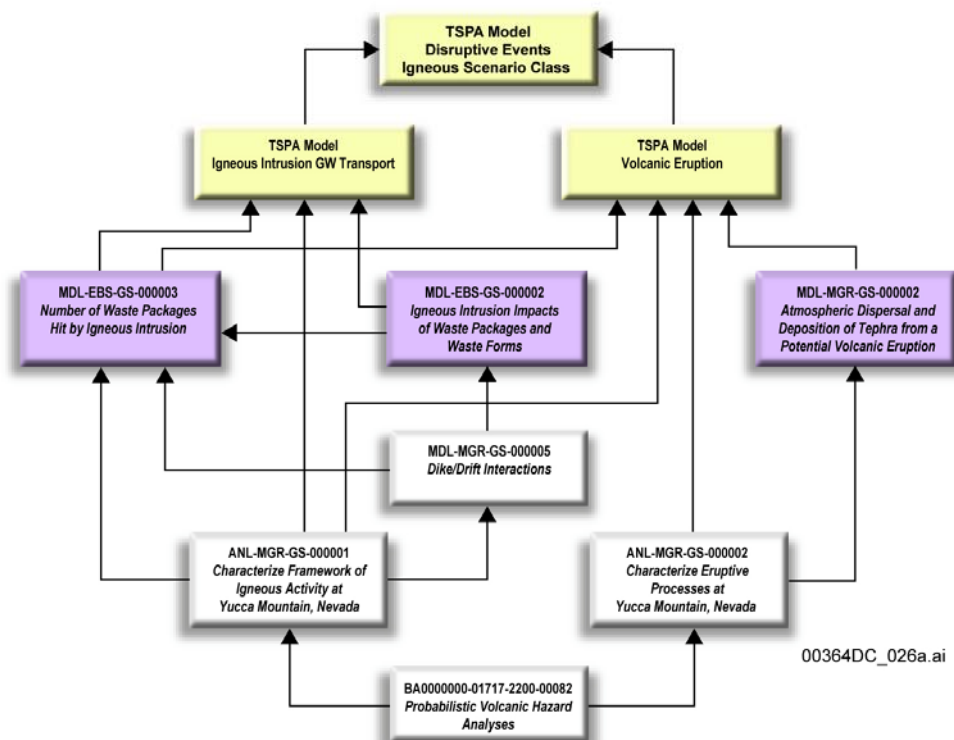 TSPA Model
Disruptive Events
Igneous Scenario Class
TSPA Model
Igneous Intrusion GW Transport
TSPA Model
Volcanic Eruption
MDL-EBS-GS-000003
Number of Waste Packages
Hit by Igneous Intrusion
MDL-EBS-GS-000002
Igneous Intrusion Impacts
of Waste Packages and
Waste Forms
MDL-MGR-GS-000002
Atmospheric Dispersal and
Deposition of Tephra from a
Potential Volcanic Eruption
MDL-MGR-GS-000005
Dike/Drift Interactions
ANL-MGR-GS-000001
Characterize Framework of
Igneous Activity at
Yucca Mountain, Nevada
ANL-MGR-GS-000002
Characterize Eruptive
Processes at
Yucca Mountain, Nevada
00364DC_026a.ai
BA0000000-01717-2200-00082
Probabilistic Volcanic Hazard
Analyses